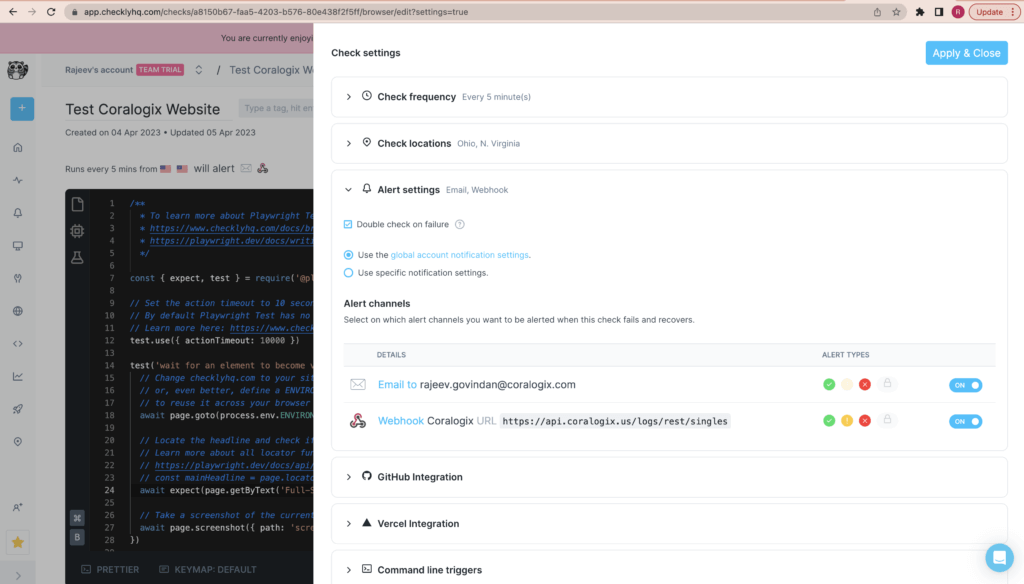 app.checklyhq.com/checks/a8150b67-faa5-4203-b576-80e438f2f5ff/browser/edit?settings=true
R
Update
You are currently enjoyi
Rajeev's account TEAM TRIAL / Test Coralogix W
Test Coralogix Website
Type a tag, hit en
Created on 04 Apr 2023 • Updated 05 Apr 2023
Runs every 5 mins from will alert
1 /**
2 * To learn more about Playwright Te
3 * https://www.checklyhq.com/docs/br
4 * https://playwright.dev/docs/writi
5 */
6
7 const { expect, test } = require('@pl
8
9 // Set the action timeout to 10 secon
10 // By default Playwright Test has no
11 // Learn more here: https://www.check
12 test.use({ actionTimeout: 10000 })
13
14 test('wait for an element to become v
15 // Change checklyhq.com to your sit
16 // or, even better, define a ENVIRO
17 // to reuse it across your browser
18 await page.goto(process.env.ENVIRON
19
20 // Locate the headline and check if
21 // Learn more about all locator fun
22 // https://playwright.dev/docs/api/
23 // const mainHeadline = page.locato
24 await expect(page.getByText('Full-S
25
26 // Take a screenshot of the current
27 await page.screenshot({ path: 'scre
28 })
⌘
B
PRETTIER KEYMAP: DEFAULT
Check settings
Apply & Close
Check frequency Every 5 minute(s)
Check locations Ohio, N. Virginia
Alert settings Email, Webhook
Double check on failure ?
Use the global account notification settings.
Use specific notification settings.
Alert channels
Select on which alert channels you want to be alerted when this check fails and recovers.
DETAILS ALERT TYPES
Email to rajeev.govindan@coralogix.com ON
Webhook Coralogix URL https://api.coralogix.us/logs/rest/singles ON
GitHub Integration
Vercel Integration
Command line triggers